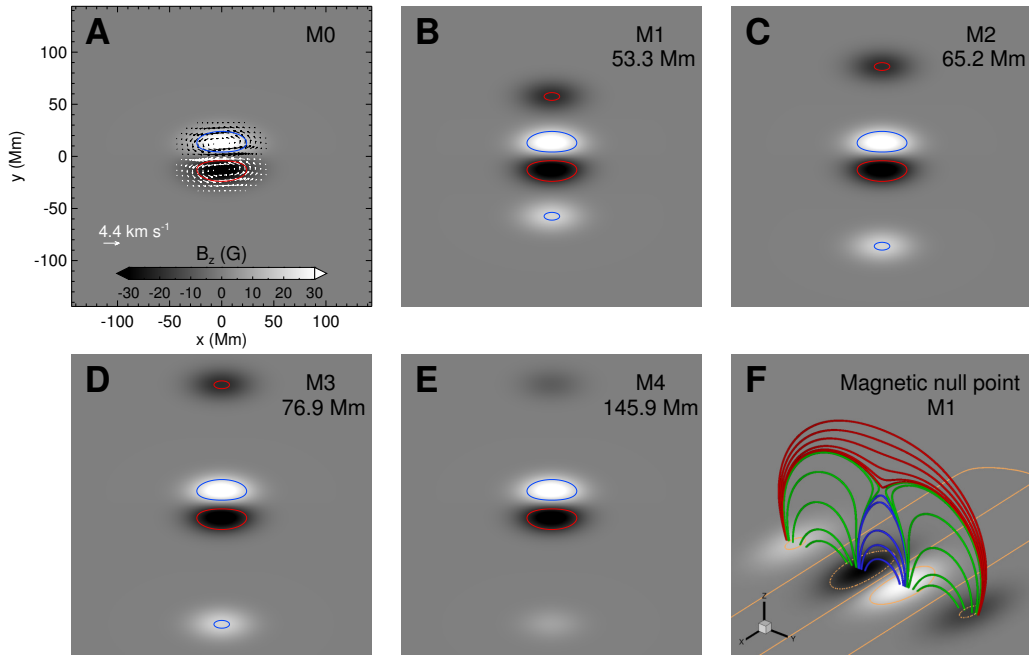 A
M0
100
50
0
-50
-100
y (Mm)
4.4 km s⁻¹
B_z (G)
-30 -20 -10 0 10 20 30
-100 -50 0 50 100
x (Mm)
B
M1
53.3 Mm
C
M2
65.2 Mm
D
M3
76.9 Mm
E
M4
145.9 Mm
F
Magnetic null point
M1
Z
X
Y